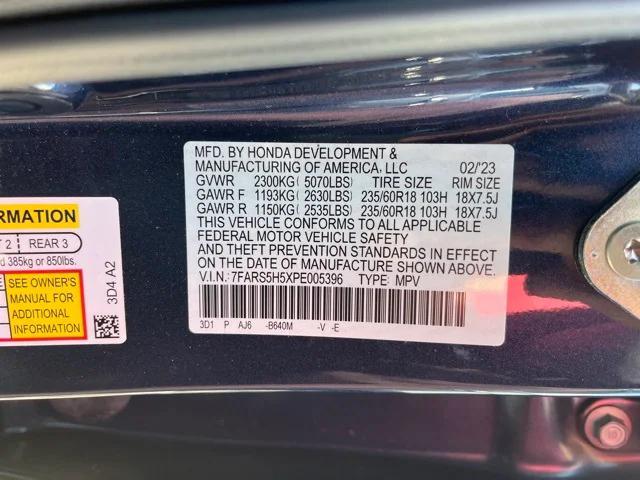 MFD. BY HONDA DEVELOPMENT &
MANUFACTURING OF AMERICA, LLC 02/'23
GVWR 2300KG( 5070LBS) TIRE SIZE RIM SIZE
GAWR F 1193KG( 2630LBS) 235/60R18 103H 18X7.5J
GAWR R 1150KG( 2535LBS) 235/60R18 103H 18X7.5J
THIS VEHICLE CONFORMS TO ALL APPLICABLE
FEDERAL MOTOR VEHICLE SAFETY
AND THEFT PREVENTION STANDARDS IN EFFECT
ON THE DATE OF MANUFACTURE SHOWN ABOVE.
V.I.N.: 7FARS5H5XPE005396 TYPE: MPV
3D1 P AJ6 -B640M -V -E
FORMATION
2 REAR 3
385kg or 850lbs.
SEE OWNER'S
MANUAL FOR
ADDITIONAL
INFORMATION
3D4 A2